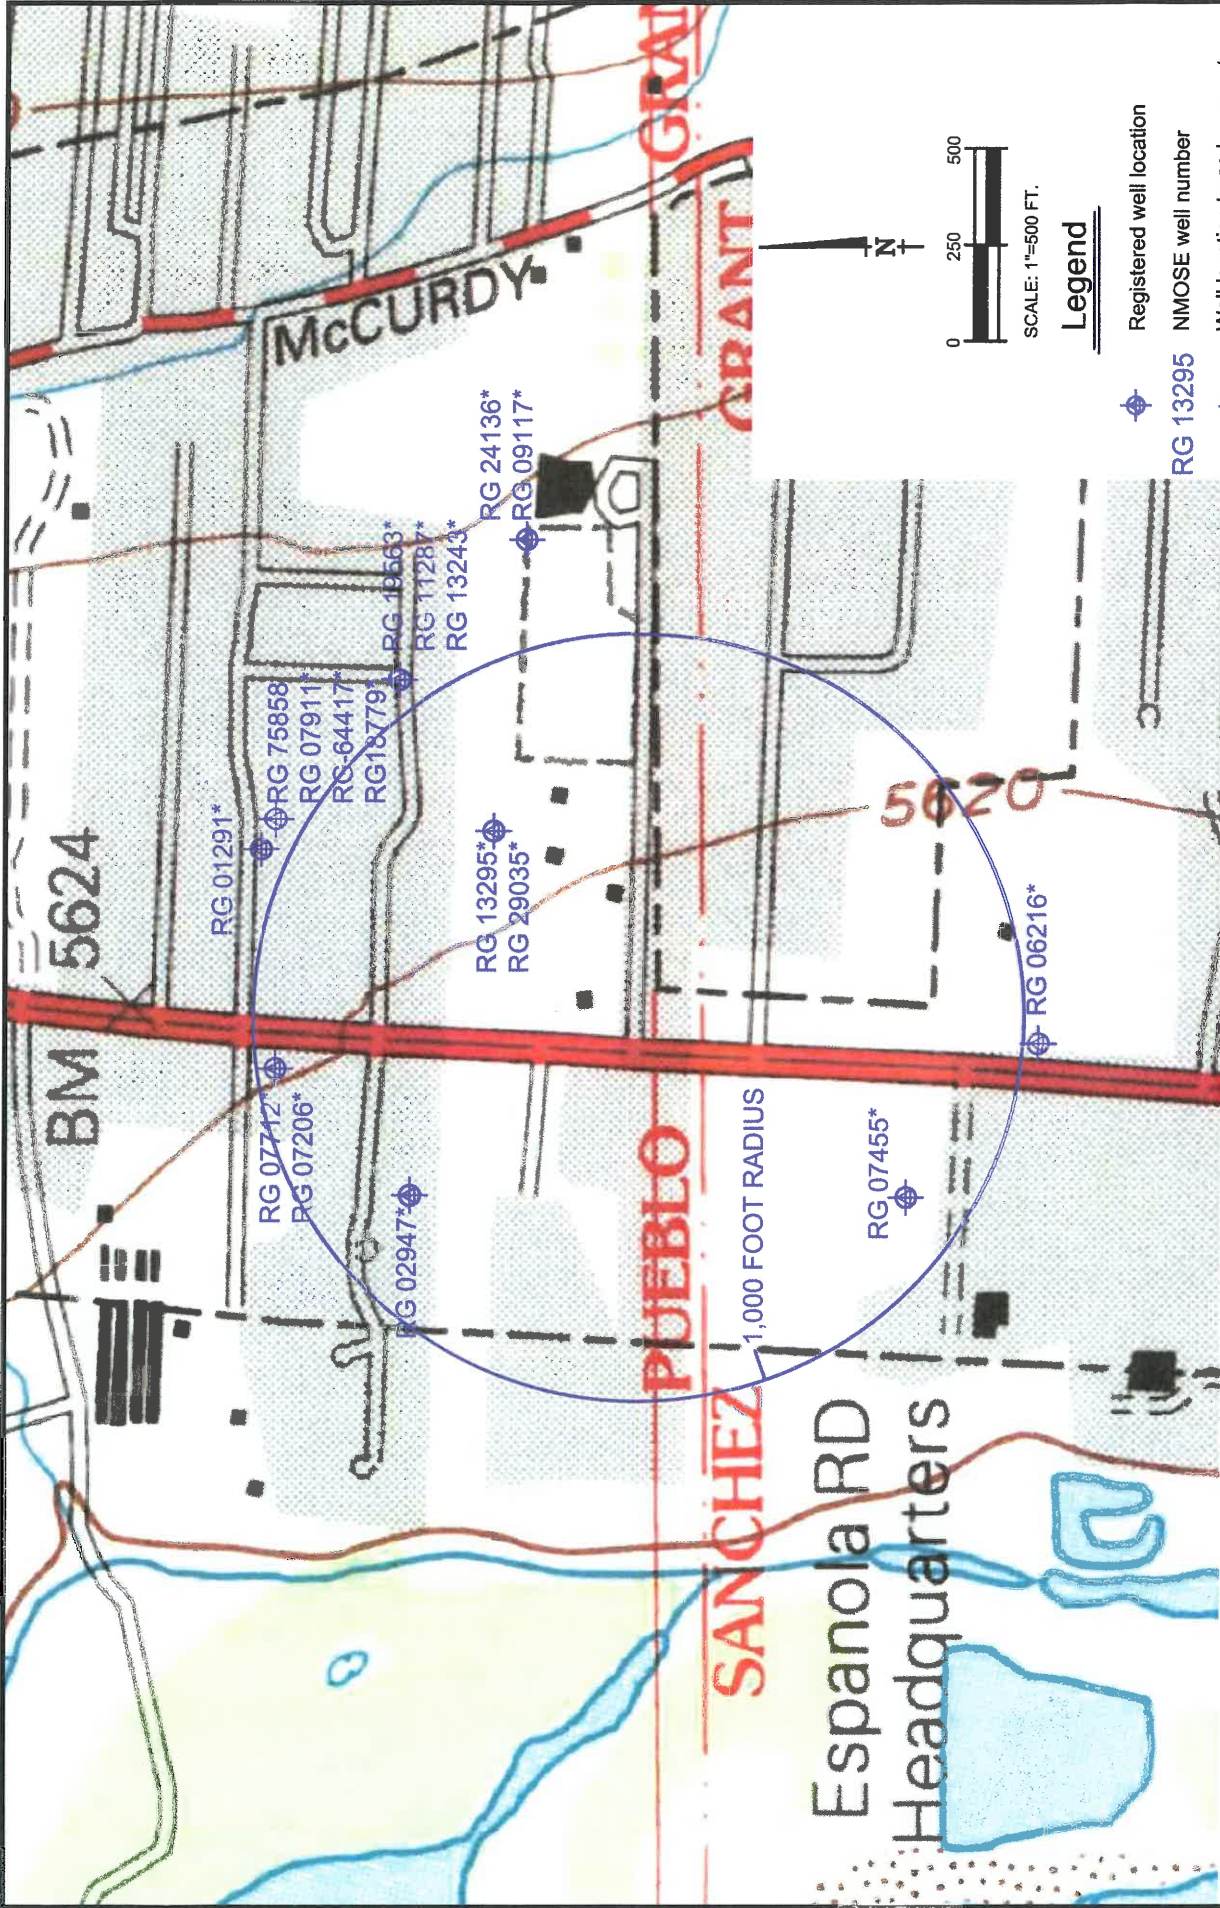 BM 5624
RG 01291*
RG 75858
RG 07911*
RG-64417*
RG18779*
RG 19563*
RG 11287*
RG 13243*
RG 24136*
RG 09117*
McCURDY
RG 07712*
RG 07206*
RG 02947*
RG 13295*
RG 29035*
PUEBLO
GRANT
SANCHEZ
GRANT
1,000 FOOT RADIUS
5620
RG 07455*
RG 06216*
Espanola RD
Headquarters
N
0 250 500
SCALE: 1"=500 FT.
Legend
Registered well location
RG 13295 NMOSE well number